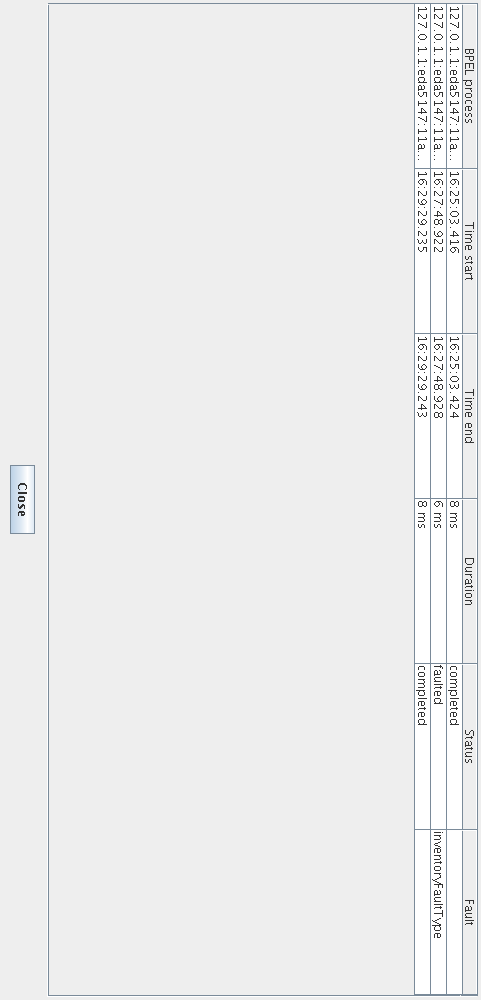 BPEL process Time start Time end Duration Status Fault
127.0.1.1:eda5147:11a... 16:25:03.416 16:25:03.424 8 ms completed
127.0.1.1:eda5147:11a... 16:27:48.922 16:27:48.928 6 ms faulted inventoryFaultType
127.0.1.1:eda5147:11a... 16:29:29.235 16:29:29.243 8 ms completed
Close